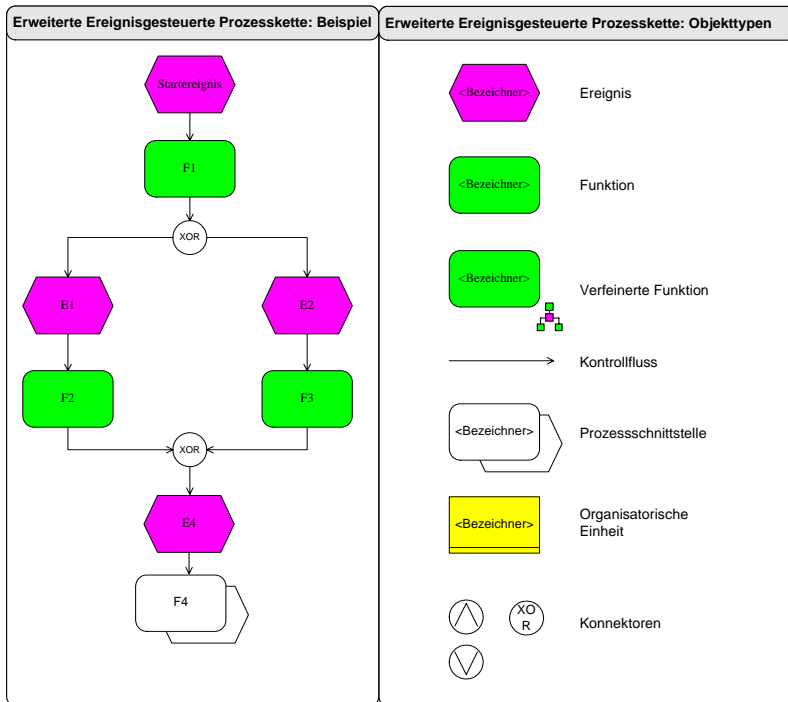 Erweiterte Ereignisgesteuerte Prozesskette: Beispiel
Startereignis
F1
XOR
E1
E2
F2
F3
XOR
E4
F4
Erweiterte Ereignisgesteuerte Prozesskette: Objekttypen
<Bezeichner>
Ereignis
<Bezeichner>
Funktion
<Bezeichner>
Verfeinerte Funktion
Kontrollfluss
<Bezeichner>
Prozessschnittstelle
<Bezeichner>
Organisatorische
Einheit
XO
R
Konnektoren